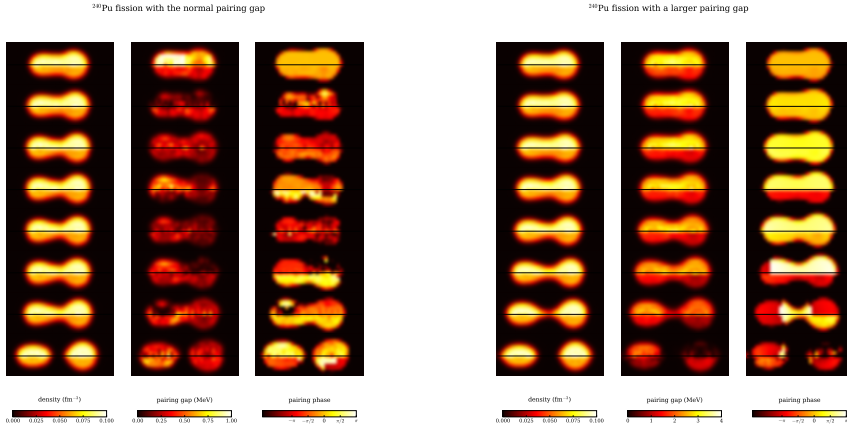 ²⁴⁰Pu fission with the normal pairing gap
²⁴⁰Pu fission with a larger pairing gap
density (fm⁻³)
pairing gap (MeV)
pairing phase
density (fm⁻³)
pairing gap (MeV)
pairing phase
0.000 0.025 0.050 0.075 0.100
0.00 0.25 0.50 0.75 1.00
−π −π/2 0 π/2 π
0.000 0.025 0.050 0.075 0.100
0 1 2 3 4
−π −π/2 0 π/2 π